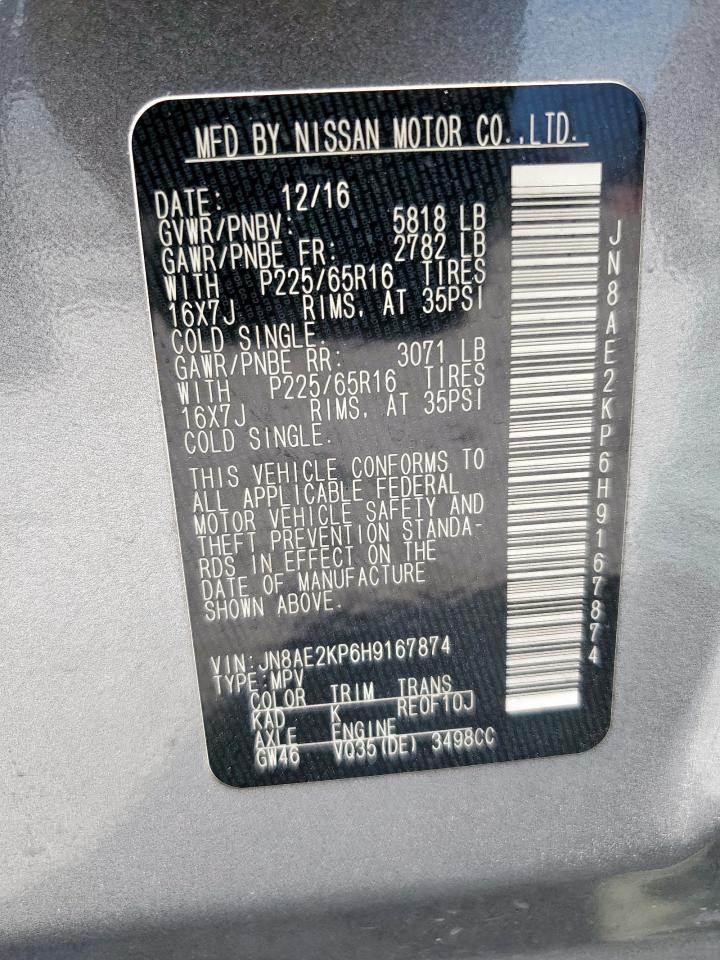 MFD BY NISSAN MOTOR CO.,LTD.
DATE: 12/16
GVWR/PNBV: 5818 LB
GAWR/PNBE FR: 2782 LB
WITH P225/65R16 TIRES
16X7J RIMS, AT 35PSI
COLD SINGLE.
GAWR/PNBE RR: 3071 LB
WITH P225/65R16 TIRES
16X7J RIMS, AT 35PSI
COLD SINGLE.
THIS VEHICLE CONFORMS TO
ALL APPLICABLE FEDERAL
MOTOR VEHICLE SAFETY AND
THEFT PREVENTION STANDA-
RDS IN EFFECT ON THE
DATE OF MANUFACTURE
SHOWN ABOVE.
VIN:JN8AE2KP6H9167874
TYPE:MPV
COLOR TRIM TRANS
KAD K RE0F10J
AXLE ENGINE
GW46 VQ35(DE) 3498CC
JN8AE2KP6H9167874